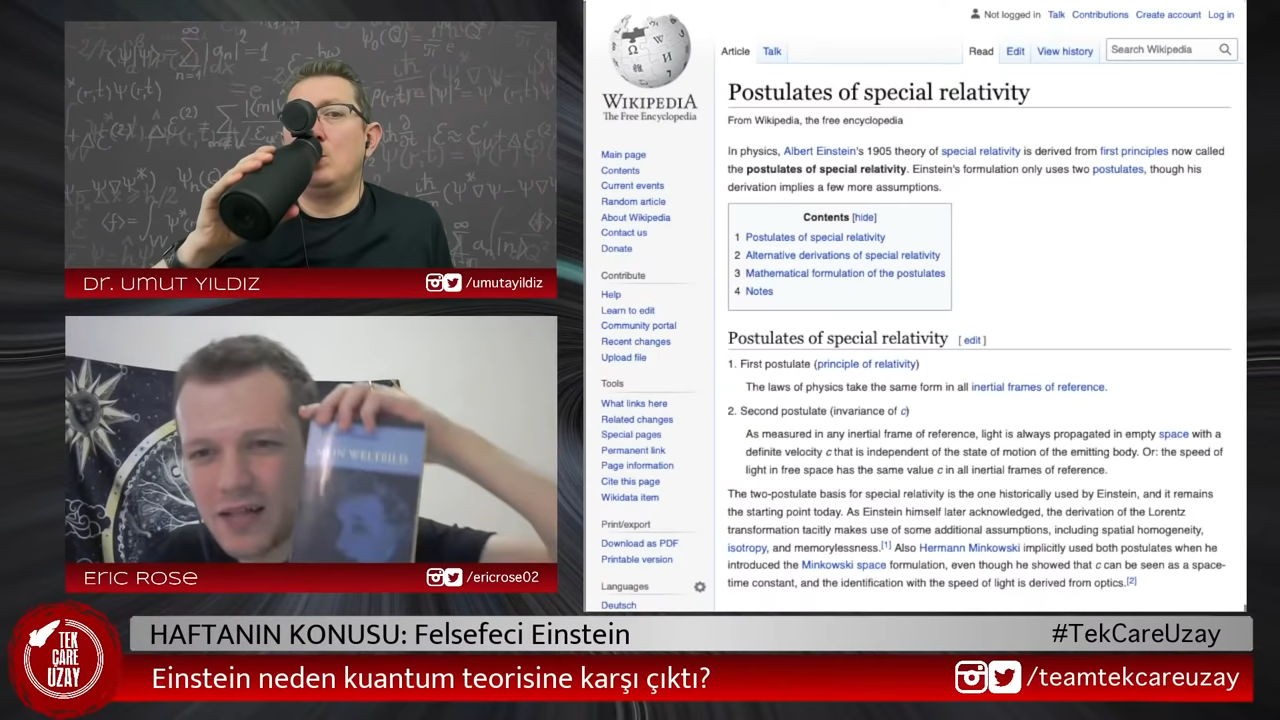 DR. UMUT YILDIZ
/umutayildiz
MEIN WELTBILD
ERIC ROSE
/ericrose02
WIKIPEDIA
The Free Encyclopedia
Main page
Contents
Current events
Random article
About Wikipedia
Contact us
Donate
Contribute
Help
Learn to edit
Community portal
Recent changes
Upload file
Tools
What links here
Related changes
Special pages
Permanent link
Page information
Cite this page
Wikidata item
Print/export
Download as PDF
Printable version
Languages
Deutsch
Not logged in Talk Contributions Create account Log in
Article Talk Read Edit View history Search Wikipedia
Postulates of special relativity
From Wikipedia, the free encyclopedia
In physics, Albert Einstein's 1905 theory of special relativity is derived from first principles now called
the postulates of special relativity. Einstein's formulation only uses two postulates, though his
derivation implies a few more assumptions.
Contents [hide]
1 Postulates of special relativity
2 Alternative derivations of special relativity
3 Mathematical formulation of the postulates
4 Notes
Postulates of special relativity [ edit ]
1. First postulate (principle of relativity)
The laws of physics take the same form in all inertial frames of reference.
2. Second postulate (invariance of c)
As measured in any inertial frame of reference, light is always propagated in empty space with a
definite velocity c that is independent of the state of motion of the emitting body. Or: the speed of
light in free space has the same value c in all inertial frames of reference.
The two-postulate basis for special relativity is the one historically used by Einstein, and it remains
the starting point today. As Einstein himself later acknowledged, the derivation of the Lorentz
transformation tacitly makes use of some additional assumptions, including spatial homogeneity,
isotropy, and memorylessness.[1] Also Hermann Minkowski implicitly used both postulates when he
introduced the Minkowski space formulation, even though he showed that c can be seen as a space-
time constant, and the identification with the speed of light is derived from optics.[2]
TEK
ÇARE
UZAY
HAFTANIN KONUSU: Felsefeci Einstein
#TekCareUzay
Einstein neden kuantum teorisine karşı çıktı?
/teamtekcareuzay